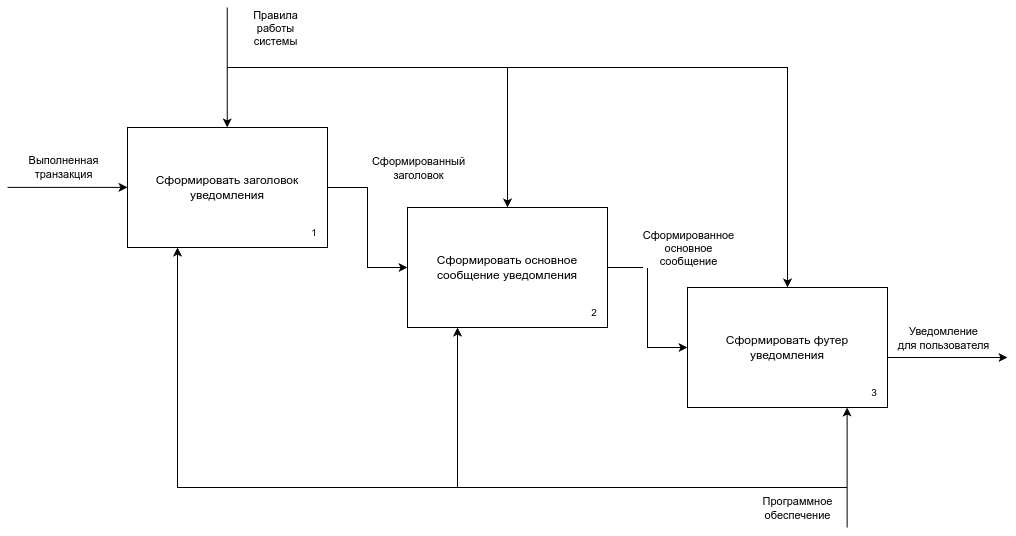 Правила
работы
системы
Выполненная
транзакция
Сформировать заголовок
уведомления
1
Сформированный
заголовок
Сформировать основное
сообщение уведомления
2
Сформированное
основное
сообщение
Сформировать футер
уведомления
3
Уведомление
для пользователя
Программное
обеспечение